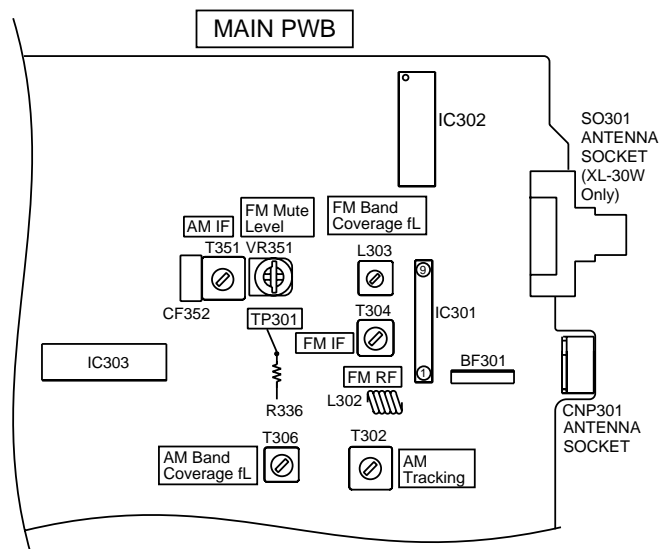 MAIN PWB
IC302
SO301
ANTENNA
SOCKET
(XL-30W
Only)
FM Mute
Level
FM Band
Coverage fL
AM IF
T351
VR351
L303
9
CF352
TP301
T304
IC301
FM IF
IC303
BF301
1
FM RF
L302
R336
CNP301
ANTENNA
SOCKET
T306
T302
AM Band
Coverage fL
AM
Tracking